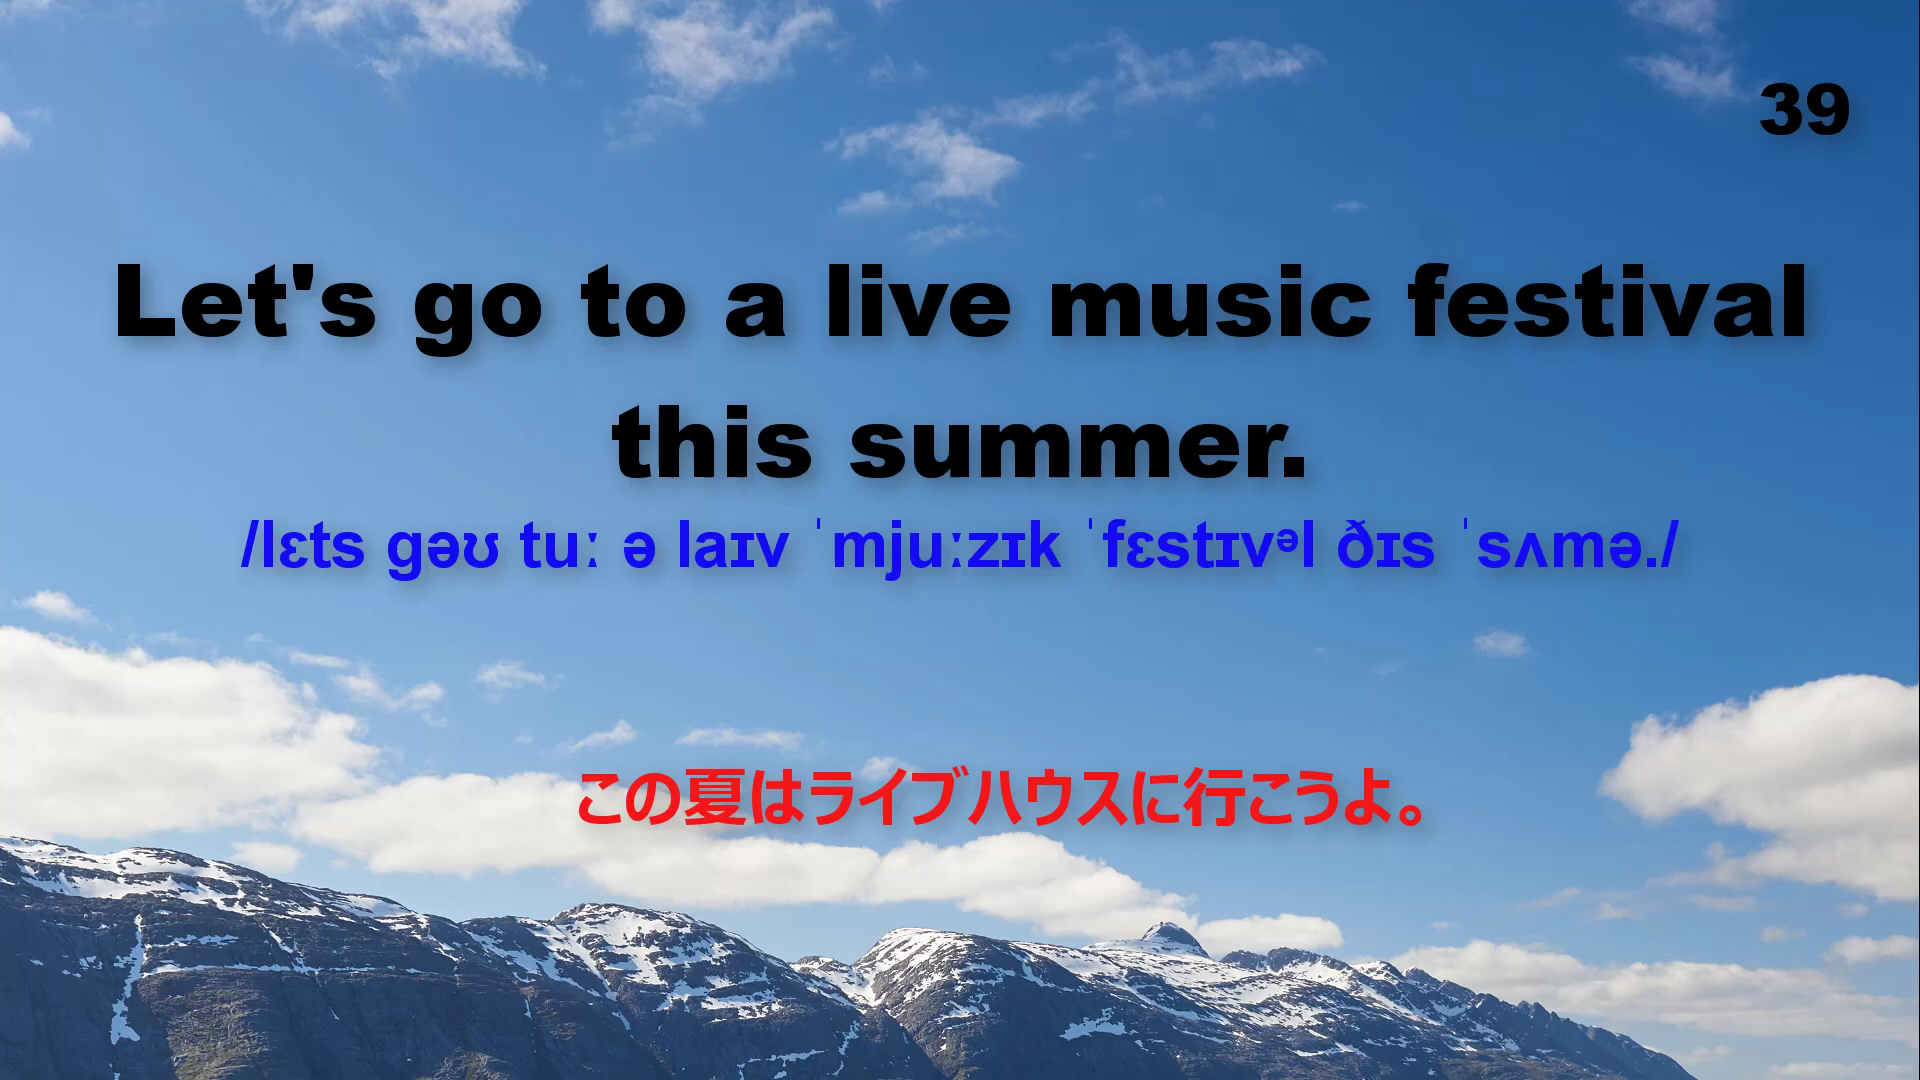 39
Let's go to a live music festival
this summer.
/lɛts gəʊ tuː ə laɪv ˈmjuːzɪk ˈfɛstɪvᵊl ðɪs ˈsʌmə./
この夏はライブハウスに行こうよ。